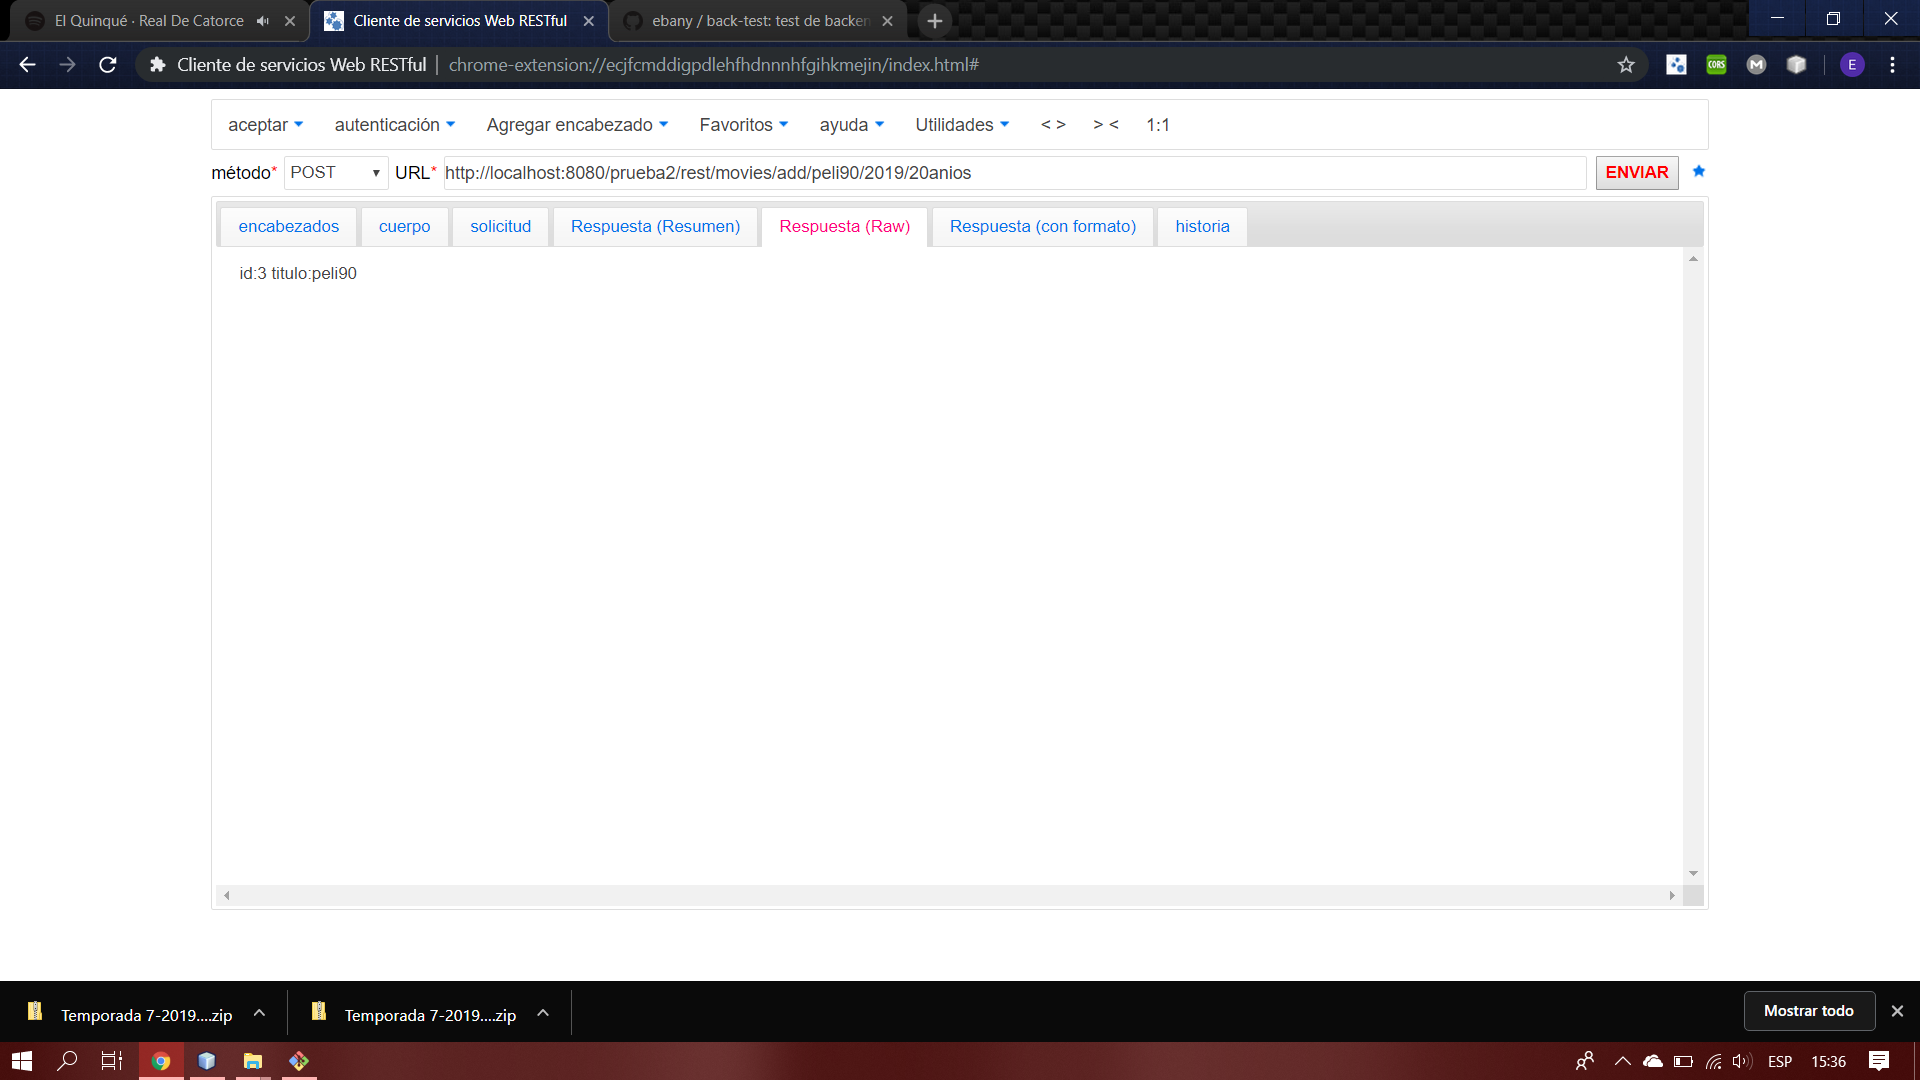 El Quinqué · Real De Catorce
Cliente de servicios Web RESTful
ebany / back-test: test de backen
Cliente de servicios Web RESTful | chrome-extension://ecjfcmddigpdlehfhdnnnhfgihkmejin/index.html#
CORS
M
E
aceptar autenticación Agregar encabezado Favoritos ayuda Utilidades < > > < 1:1
método* POST URL* http://localhost:8080/prueba2/rest/movies/add/peli90/2019/20anios ENVIAR
encabezados cuerpo solicitud Respuesta (Resumen) Respuesta (Raw) Respuesta (con formato) historia
id:3 titulo:peli90
Temporada 7-2019....zip Temporada 7-2019....zip Mostrar todo
ESP 15:36